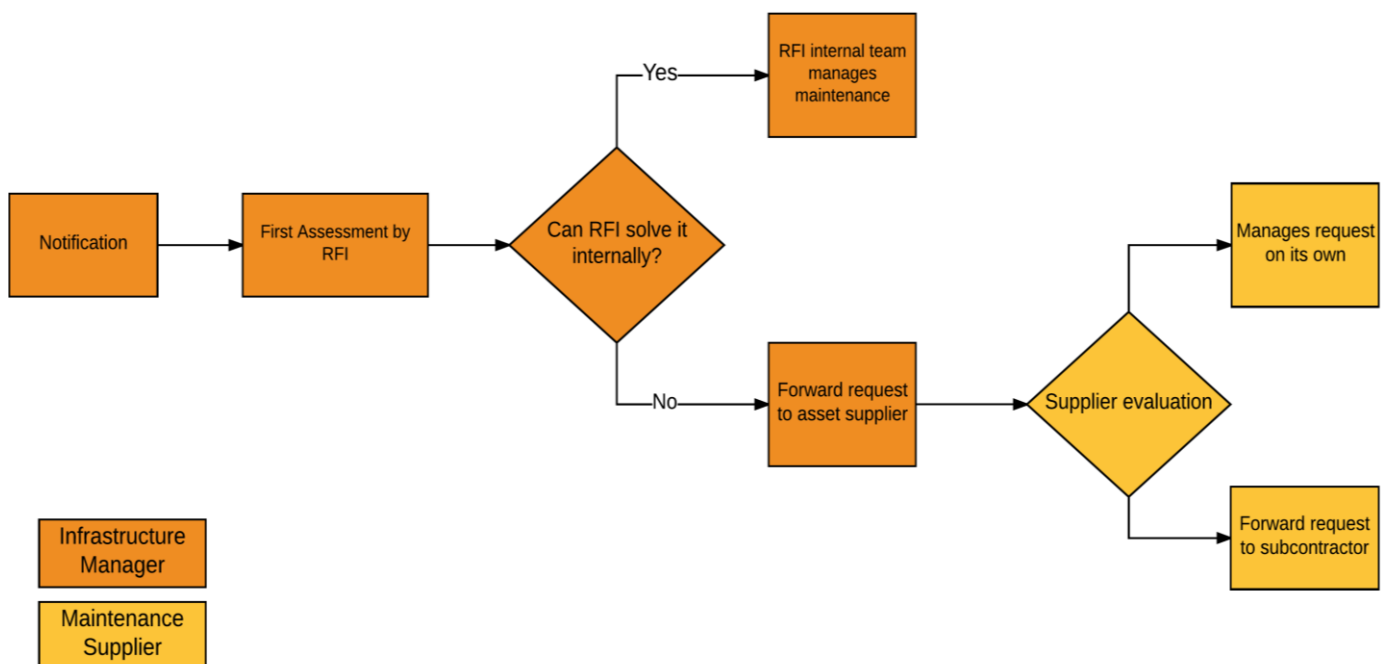 Yes
RFI internal team
manages
maintenance
Notification
First Assessment by
RFI
Can RFI solve it
internally?
Manages request
on its own
No
Forward request
to asset supplier
Supplier evaluation
Forward request
to subcontractor
Infrastructure
Manager
Maintenance
Supplier